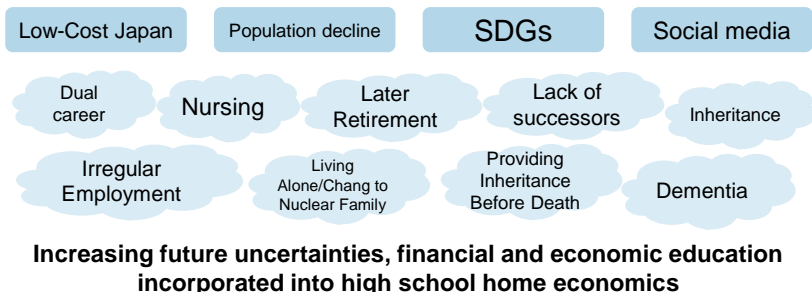 Low-Cost Japan
Population decline
SDGs
Social media
Dual
career
Nursing
Later
Retirement
Lack of
successors
Inheritance
Irregular
Employment
Living
Alone/Chang to
Nuclear Family
Providing
Inheritance
Before Death
Dementia
Increasing future uncertainties, financial and economic education
incorporated into high school home economics